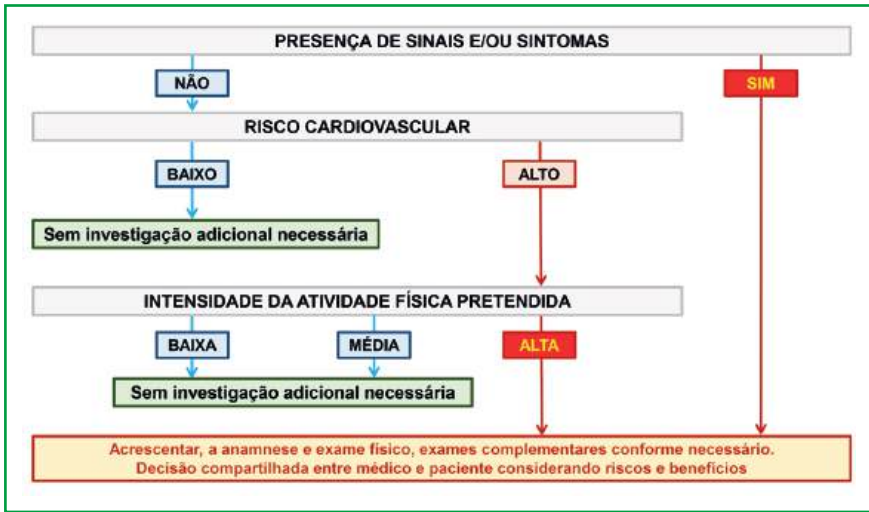 PRESENÇA DE SINAIS E/OU SINTOMAS
NÃO
SIM
RISCO CARDIOVASCULAR
BAIXO
ALTO
Sem investigação adicional necessária
INTENSIDADE DA ATIVIDADE FÍSICA PRETENDIDA
BAIXA
MÉDIA
ALTA
Sem investigação adicional necessária
Acrescentar, a anamnese e exame físico, exames complementares conforme necessário.
Decisão compartilhada entre médico e paciente considerando riscos e benefícios